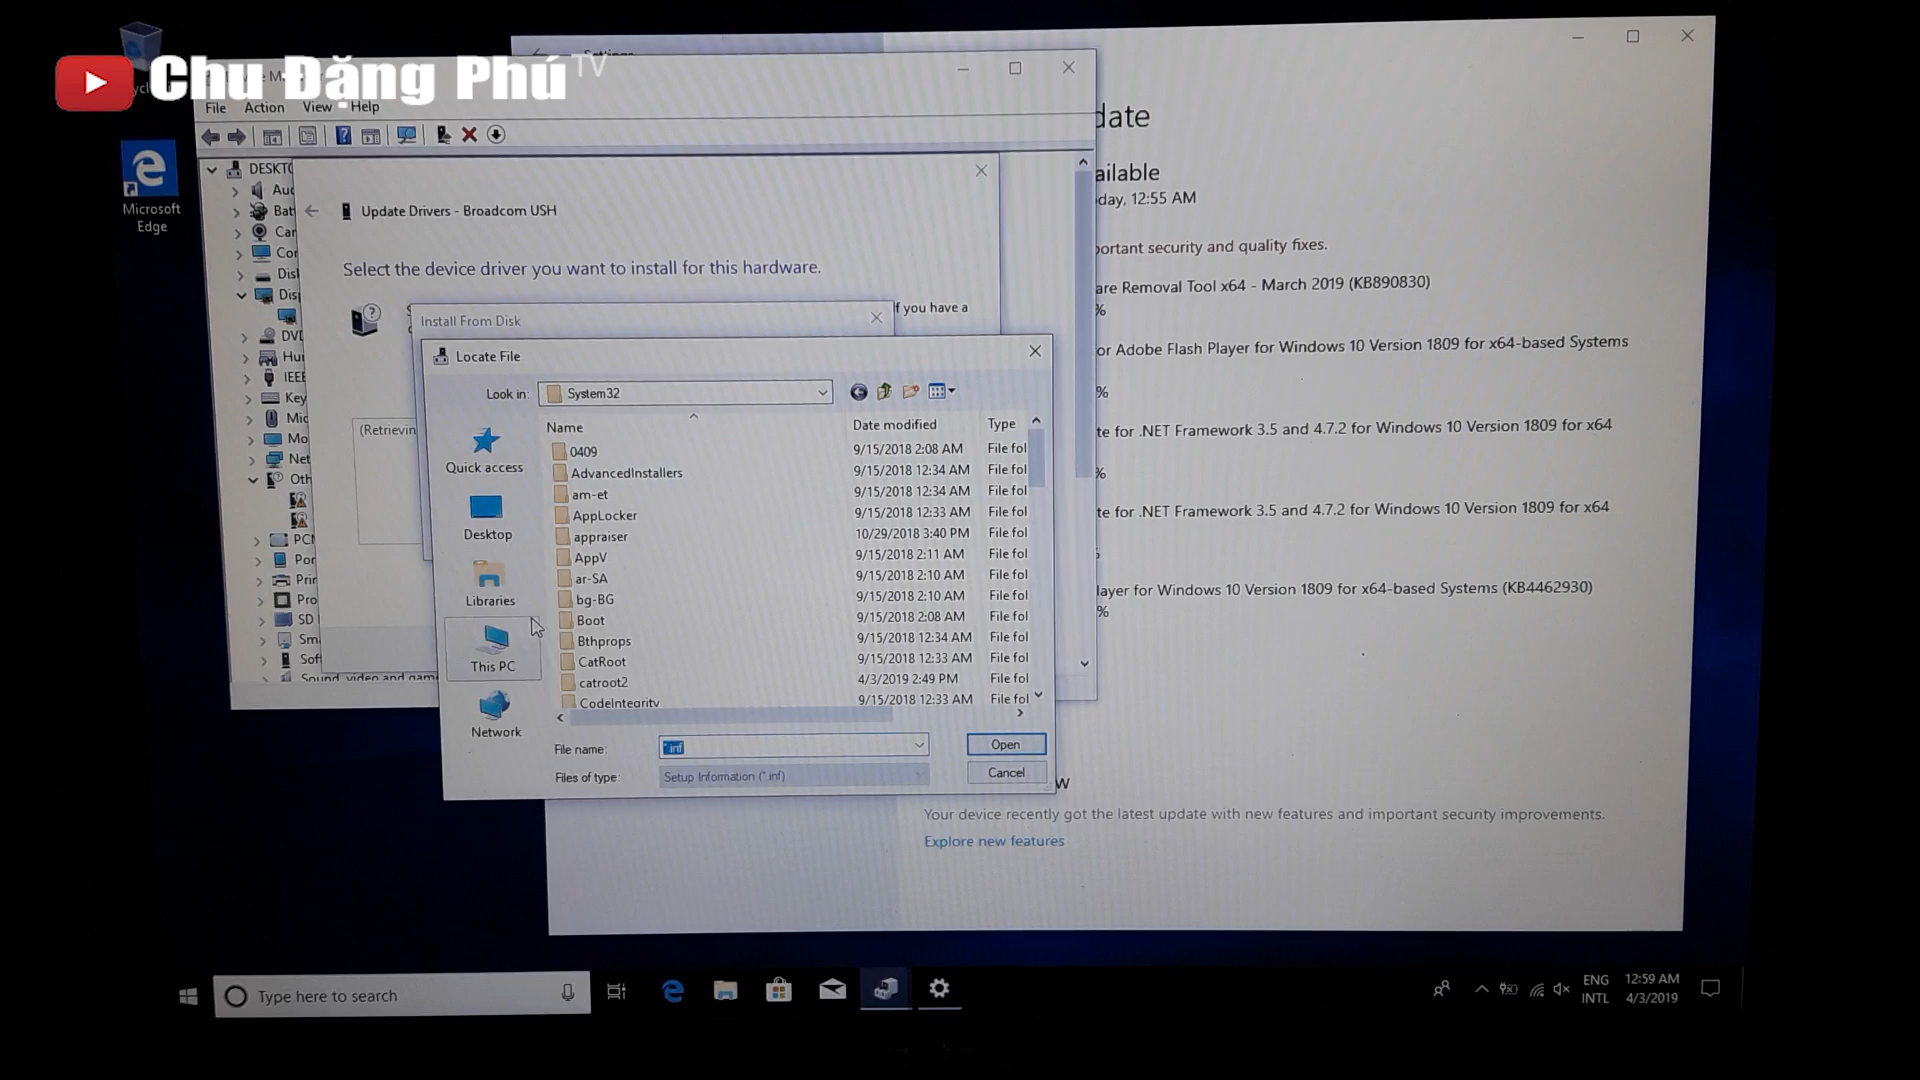 Chu Đặng Phú TV
Microsoft
Edge
File Action View Help
Update Drivers - Broadcom USH
Select the device driver you want to install for this hardware.
if you have a
Install From Disk
Locate File
Look in:
System32
Quick access
Desktop
Libraries
This PC
Network
Name Date modified Type
0409 9/15/2018 2:08 AM File fol
AdvancedInstallers 9/15/2018 12:34 AM File fol
am-et 9/15/2018 12:34 AM File fol
AppLocker 9/15/2018 12:33 AM File fol
appraiser 10/29/2018 3:40 PM File fol
AppV 9/15/2018 2:11 AM File fol
ar-SA 9/15/2018 2:10 AM File fol
bg-BG 9/15/2018 2:10 AM File fol
Boot 9/15/2018 2:08 AM File fol
Bthprops 9/15/2018 12:34 AM File fol
CatRoot 9/15/2018 12:33 AM File fol
catroot2 4/3/2019 2:49 PM File fol
CodeIntegrity 9/15/2018 12:33 AM File fol
File name:
*.inf
Open
Files of type:
Setup Information (*.inf)
Cancel
(Retrievin
DESKTO
Aud
Bat
Car
Cor
Disk
Disp
DVD
Hur
IEEE
Key
Mic
Mo
Net
Oth
PCM
Por
Prin
Pro
SD
Sma
Soft
Sound, video and game
Settings
date
ailable
day, 12:55 AM
portant security and quality fixes.
are Removal Tool x64 - March 2019 (KB890830)
%
or Adobe Flash Player for Windows 10 Version 1809 for x64-based Systems
%
te for .NET Framework 3.5 and 4.7.2 for Windows 10 Version 1809 for x64
%
te for .NET Framework 3.5 and 4.7.2 for Windows 10 Version 1809 for x64
layer for Windows 10 Version 1809 for x64-based Systems (KB4462930)
%
w
Your device recently got the latest update with new features and important security improvements.
Explore new features
Type here to search
ENG
INTL
12:59 AM
4/3/2019